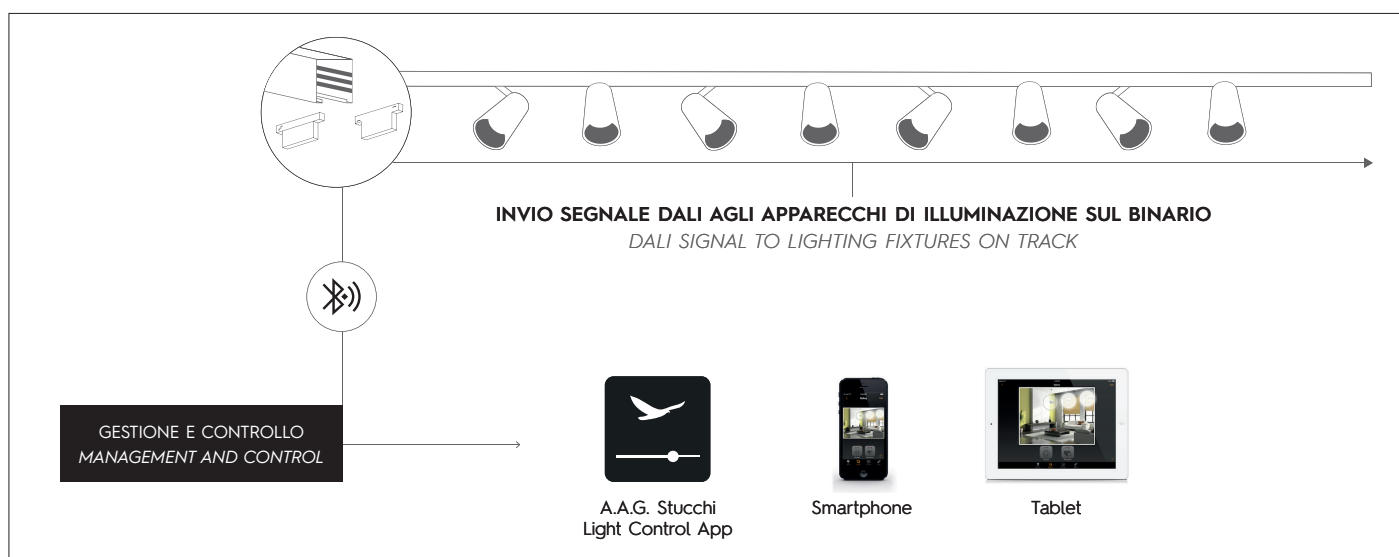 INVIO SEGNALE DALI AGLI APPARECCHI DI ILLUMINAZIONE SUL BINARIO
DALI SIGNAL TO LIGHTING FIXTURES ON TRACK
GESTIONE E CONTROLLO
MANAGEMENT AND CONTROL
A.A.G. Stucchi
Light Control App
Smartphone
Tablet